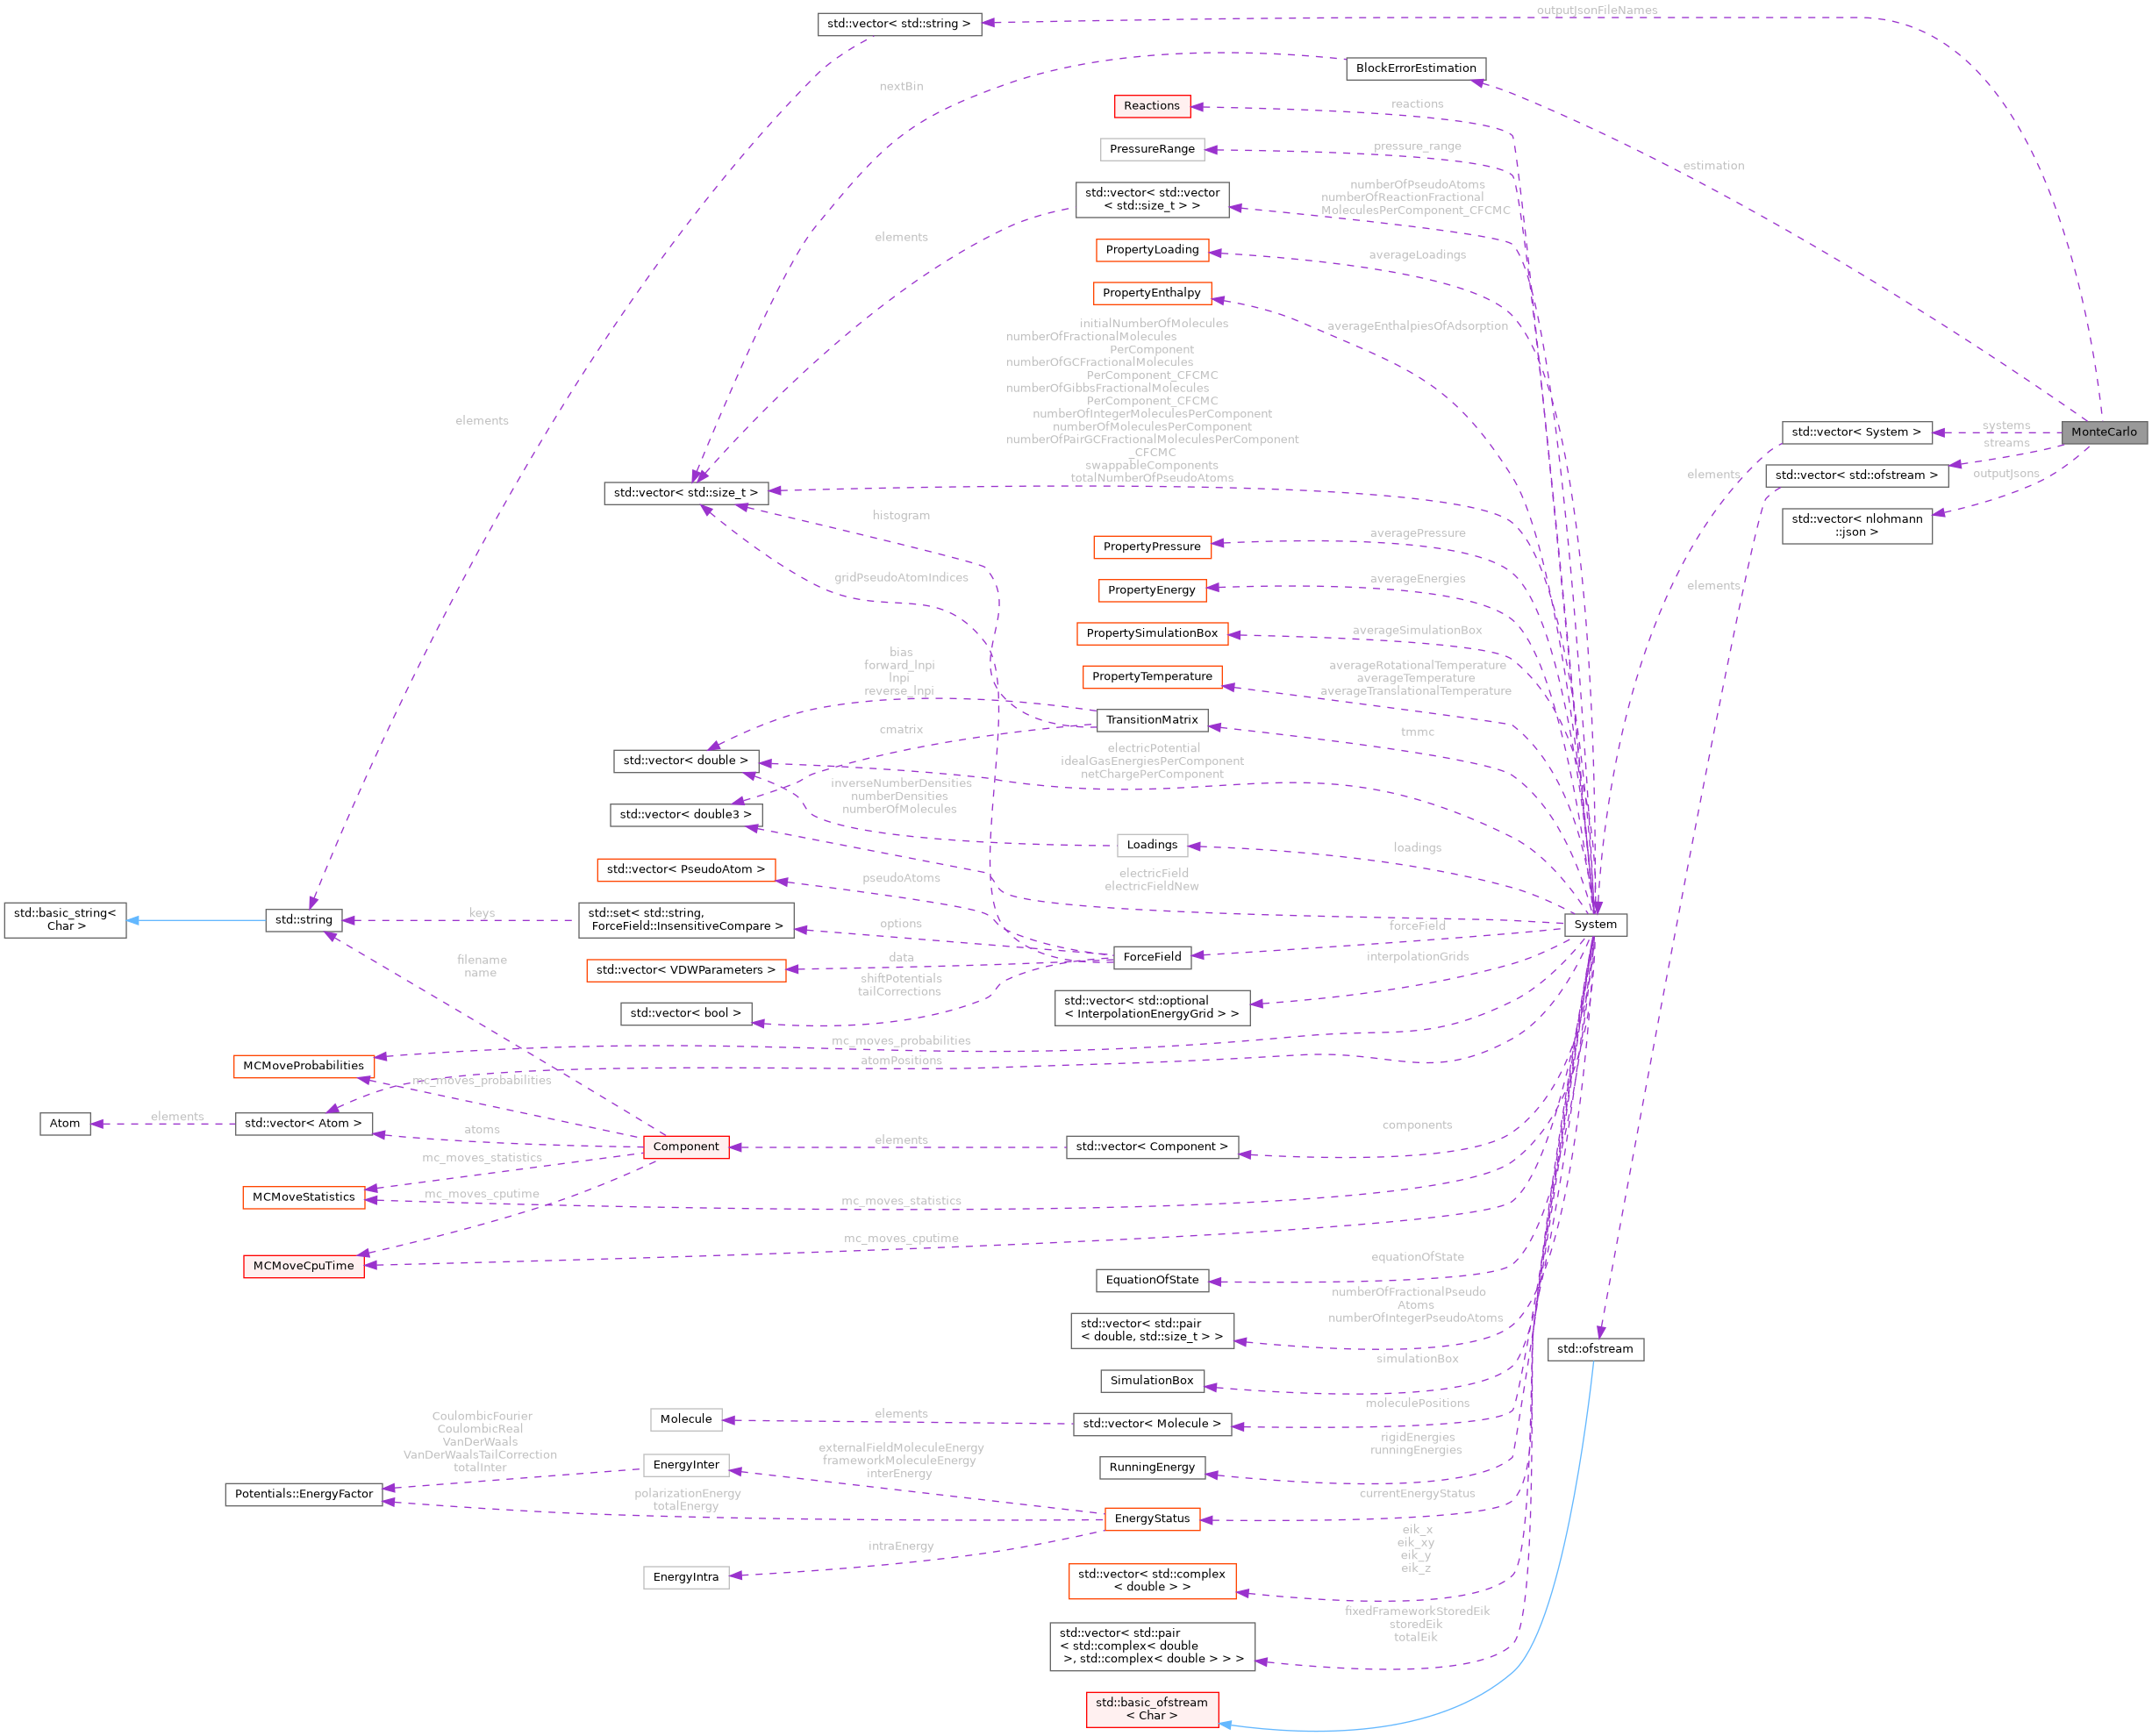 outputJsonFileNames
std::vector< std::string >
BlockErrorEstimation
nextBin
Reactions
reactions
PressureRange
pressure_range
estimation
std::vector< std::vector
< std::size_t > >
numberOfPseudoAtoms
numberOfReactionFractional
MoleculesPerComponent_CFCMC
elements
PropertyLoading
averageLoadings
PropertyEnthalpy
averageEnthalpiesOfAdsorption
initialNumberOfMolecules
numberOfFractionalMolecules
PerComponent
numberOfGCFractionalMolecules
PerComponent_CFCMC
numberOfGibbsFractionalMolecules
PerComponent_CFCMC
numberOfIntegerMoleculesPerComponent
numberOfMoleculesPerComponent
numberOfPairGCFractionalMoleculesPerComponent
_CFCMC
swappableComponents
totalNumberOfPseudoAtoms
elements
std::vector< System >
systems
MonteCarlo
streams
elements
std::vector< std::ofstream >
outputJsons
std::vector< nlohmann
::json >
std::vector< std::size_t >
histogram
PropertyPressure
averagePressure
gridPseudoAtomIndices
PropertyEnergy
averageEnergies
elements
PropertySimulationBox
averageSimulationBox
bias
forward_lnpi
lnpi
reverse_lnpi
PropertyTemperature
averageRotationalTemperature
averageTemperature
averageTranslationalTemperature
TransitionMatrix
tmmc
cmatrix
std::vector< double >
electricPotential
idealGasEnergiesPerComponent
netChargePerComponent
inverseNumberDensities
numberDensities
numberOfMolecules
std::vector< double3 >
Loadings
loadings
std::vector< PseudoAtom >
pseudoAtoms
electricField
electricFieldNew
std::basic_string<
Char >
std::string
keys
std::set< std::string,
ForceField::InsensitiveCompare >
options
forceField
System
filename
name
std::vector< VDWParameters >
data
ForceField
interpolationGrids
shiftPotentials
tailCorrections
std::vector< bool >
std::vector< std::optional
< InterpolationEnergyGrid > >
mc_moves_probabilities
MCMoveProbabilities
atomPositions
mc_moves_probabilities
Atom
elements
std::vector< Atom >
atoms
Component
elements
std::vector< Component >
components
mc_moves_statistics
MCMoveStatistics
mc_moves_cputime
mc_moves_statistics
MCMoveCpuTime
mc_moves_cputime
EquationOfState
equationOfState
std::vector< std::pair
< double, std::size_t > >
numberOfFractionalPseudo
Atoms
numberOfIntegerPseudoAtoms
std::ofstream
SimulationBox
simulationBox
Molecule
elements
std::vector< Molecule >
moleculePositions
CoulombicFourier
CoulombicReal
VanDerWaals
VanDerWaalsTailCorrection
totalInter
EnergyInter
externalFieldMoleculeEnergy
frameworkMoleculeEnergy
interEnergy
RunningEnergy
rigidEnergies
runningEnergies
Potentials::EnergyFactor
polarizationEnergy
totalEnergy
EnergyStatus
currentEnergyStatus
EnergyIntra
intraEnergy
std::vector< std::complex
< double > >
eik_x
eik_xy
eik_y
eik_z
std::vector< std::pair
< std::complex< double
>, std::complex< double > > >
fixedFrameworkStoredEik
storedEik
totalEik
std::basic_ofstream
< Char >